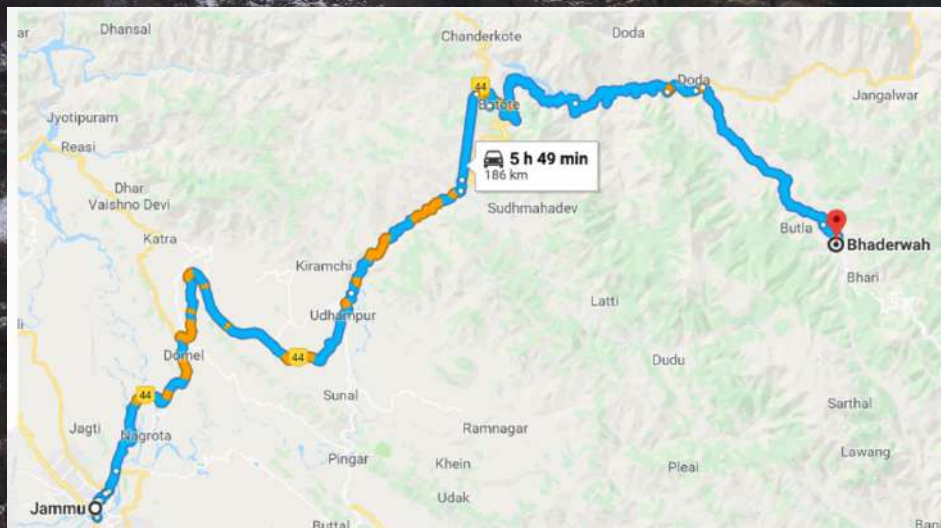 Dhansal
Doda
Chanderkote
44
Doda
Batote
Jangalwar
Jyotipuram
Reasi
5 h 49 min
186 km
Dhar
Vaishno Devi
Sudhmahadev
Katra
Butla
Bhaderwah
Kiramchi
Bhari
Latti
Udhampur
Domel
44
Dudu
44
Sunal
Sarthal
Jagti
Nagrota
Ramnagar
Lawang
Pingar
Khein
Pleai
Udak
Jammu
Buttal